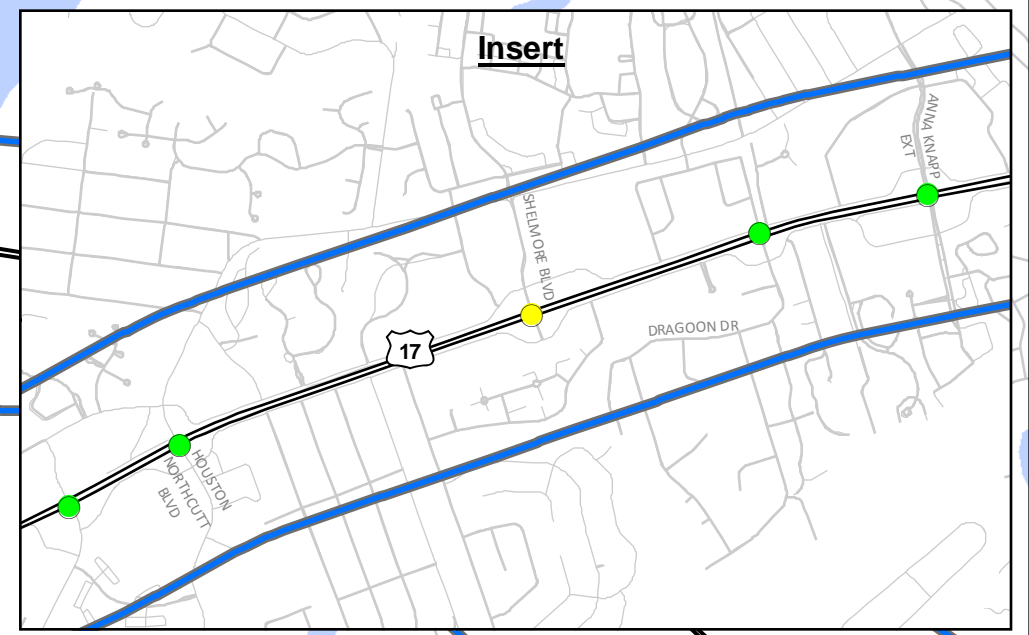 Insert
ANNA KNAPP
EXT
SHELMORE BLVD
DRAGOON DR
17
HOUSTON
NORTHCUTT
BLVD